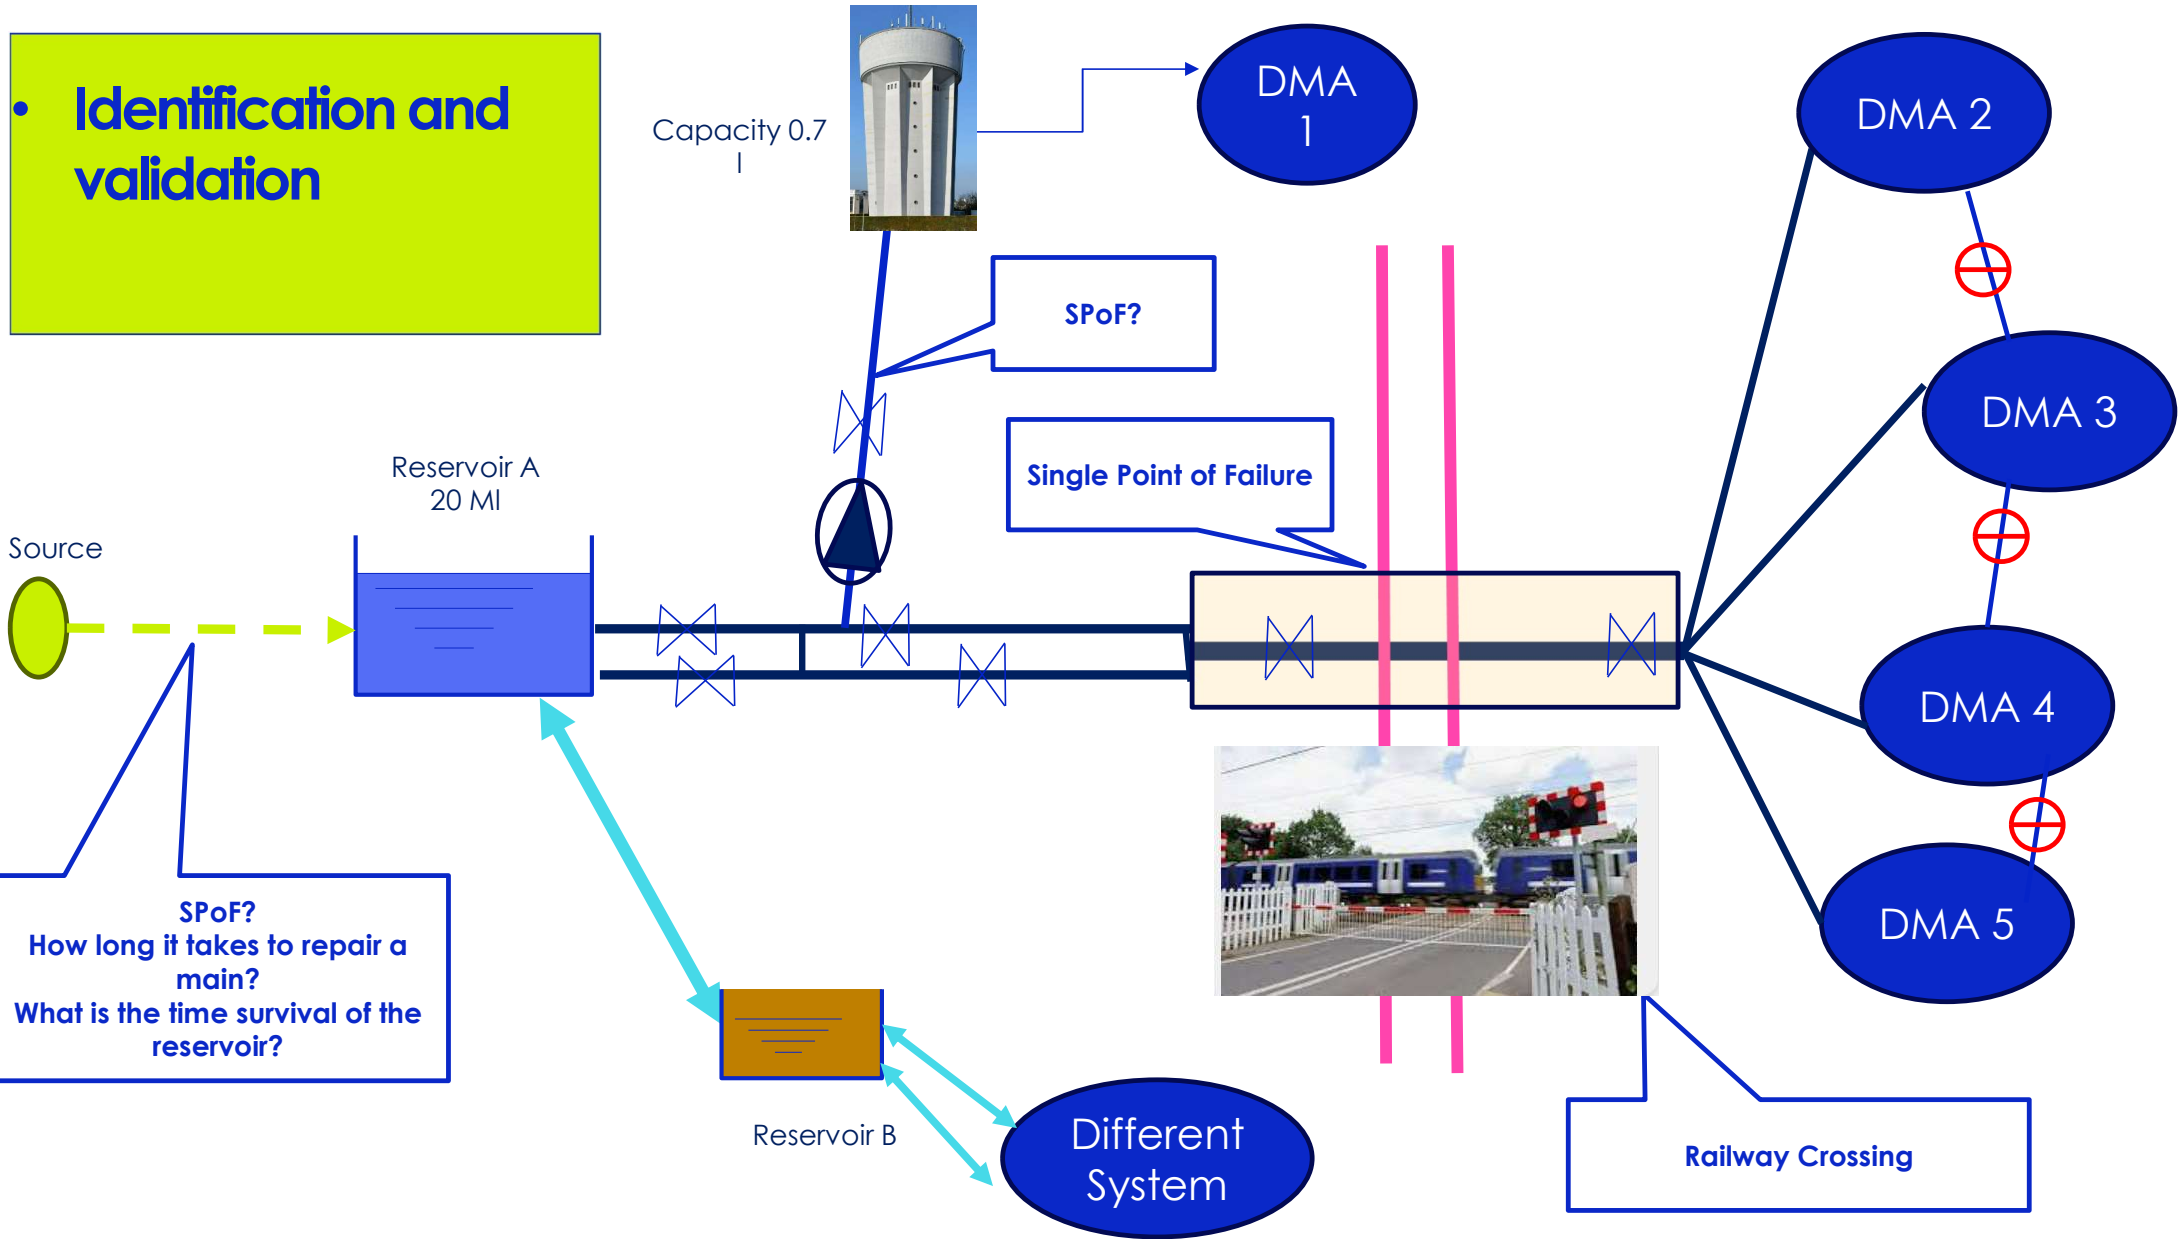 • Identification and
validation
Capacity 0.7
l
DMA
1
DMA 2
SPoF?
DMA 3
Single Point of Failure
Reservoir A
20 Ml
Source
DMA 4
SPoF?
How long it takes to repair a
main?
What is the time survival of the
reservoir?
DMA 5
Reservoir B
Different
System
Railway Crossing